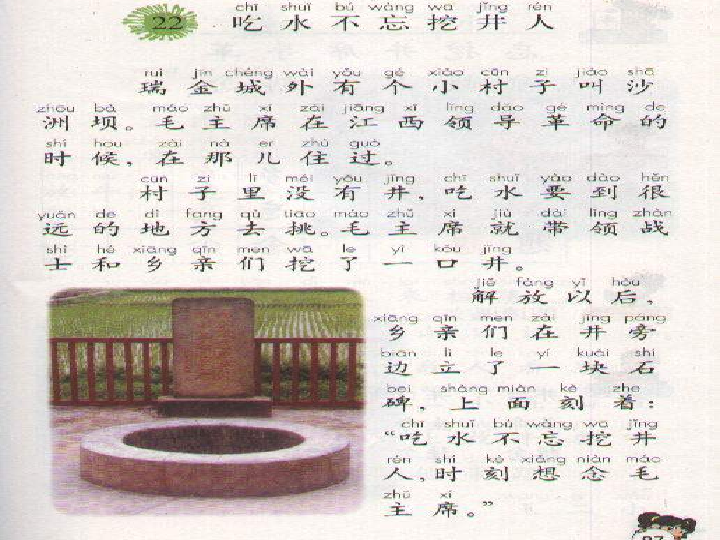 22
chī shuǐ bú wàng wā jǐng rén
吃水不忘挖井人
ruì jīn chéng wài yǒu gè xiǎo cūn zi jiào shā
瑞金城外有个小村子叫沙
zhōu bà máo zhǔ xí zài jiāng xī lǐng dǎo gé mìng de
洲坝。毛主席在江西领导革命的
shí hou zài nà er zhù guò
时候，在那儿住过。
cūn zi lǐ méi yǒu jǐng chī shuǐ yào dào hěn
村子里没有井，吃水要到很
yuǎn de dì fang qù tiāo máo zhǔ xí jiù dài lǐng zhàn
远的地方去挑。毛主席就带领战
shì hé xiāng qīn men wā le yì kǒu jǐng
士和乡亲们挖了一口井。
jiě fàng yǐ hòu
解放以后，
xiāng qīn men zài jǐng páng
乡亲们在井旁
biān lì le yí kuài shí
边立了一块石
bēi shàng miàn kè zhe
碑，上面刻着：
chī shuǐ bú wàng wā jǐng
“吃水不忘挖井
rén shí kè xiǎng niàn máo
人，时刻想念毛
zhǔ xí
主席。”